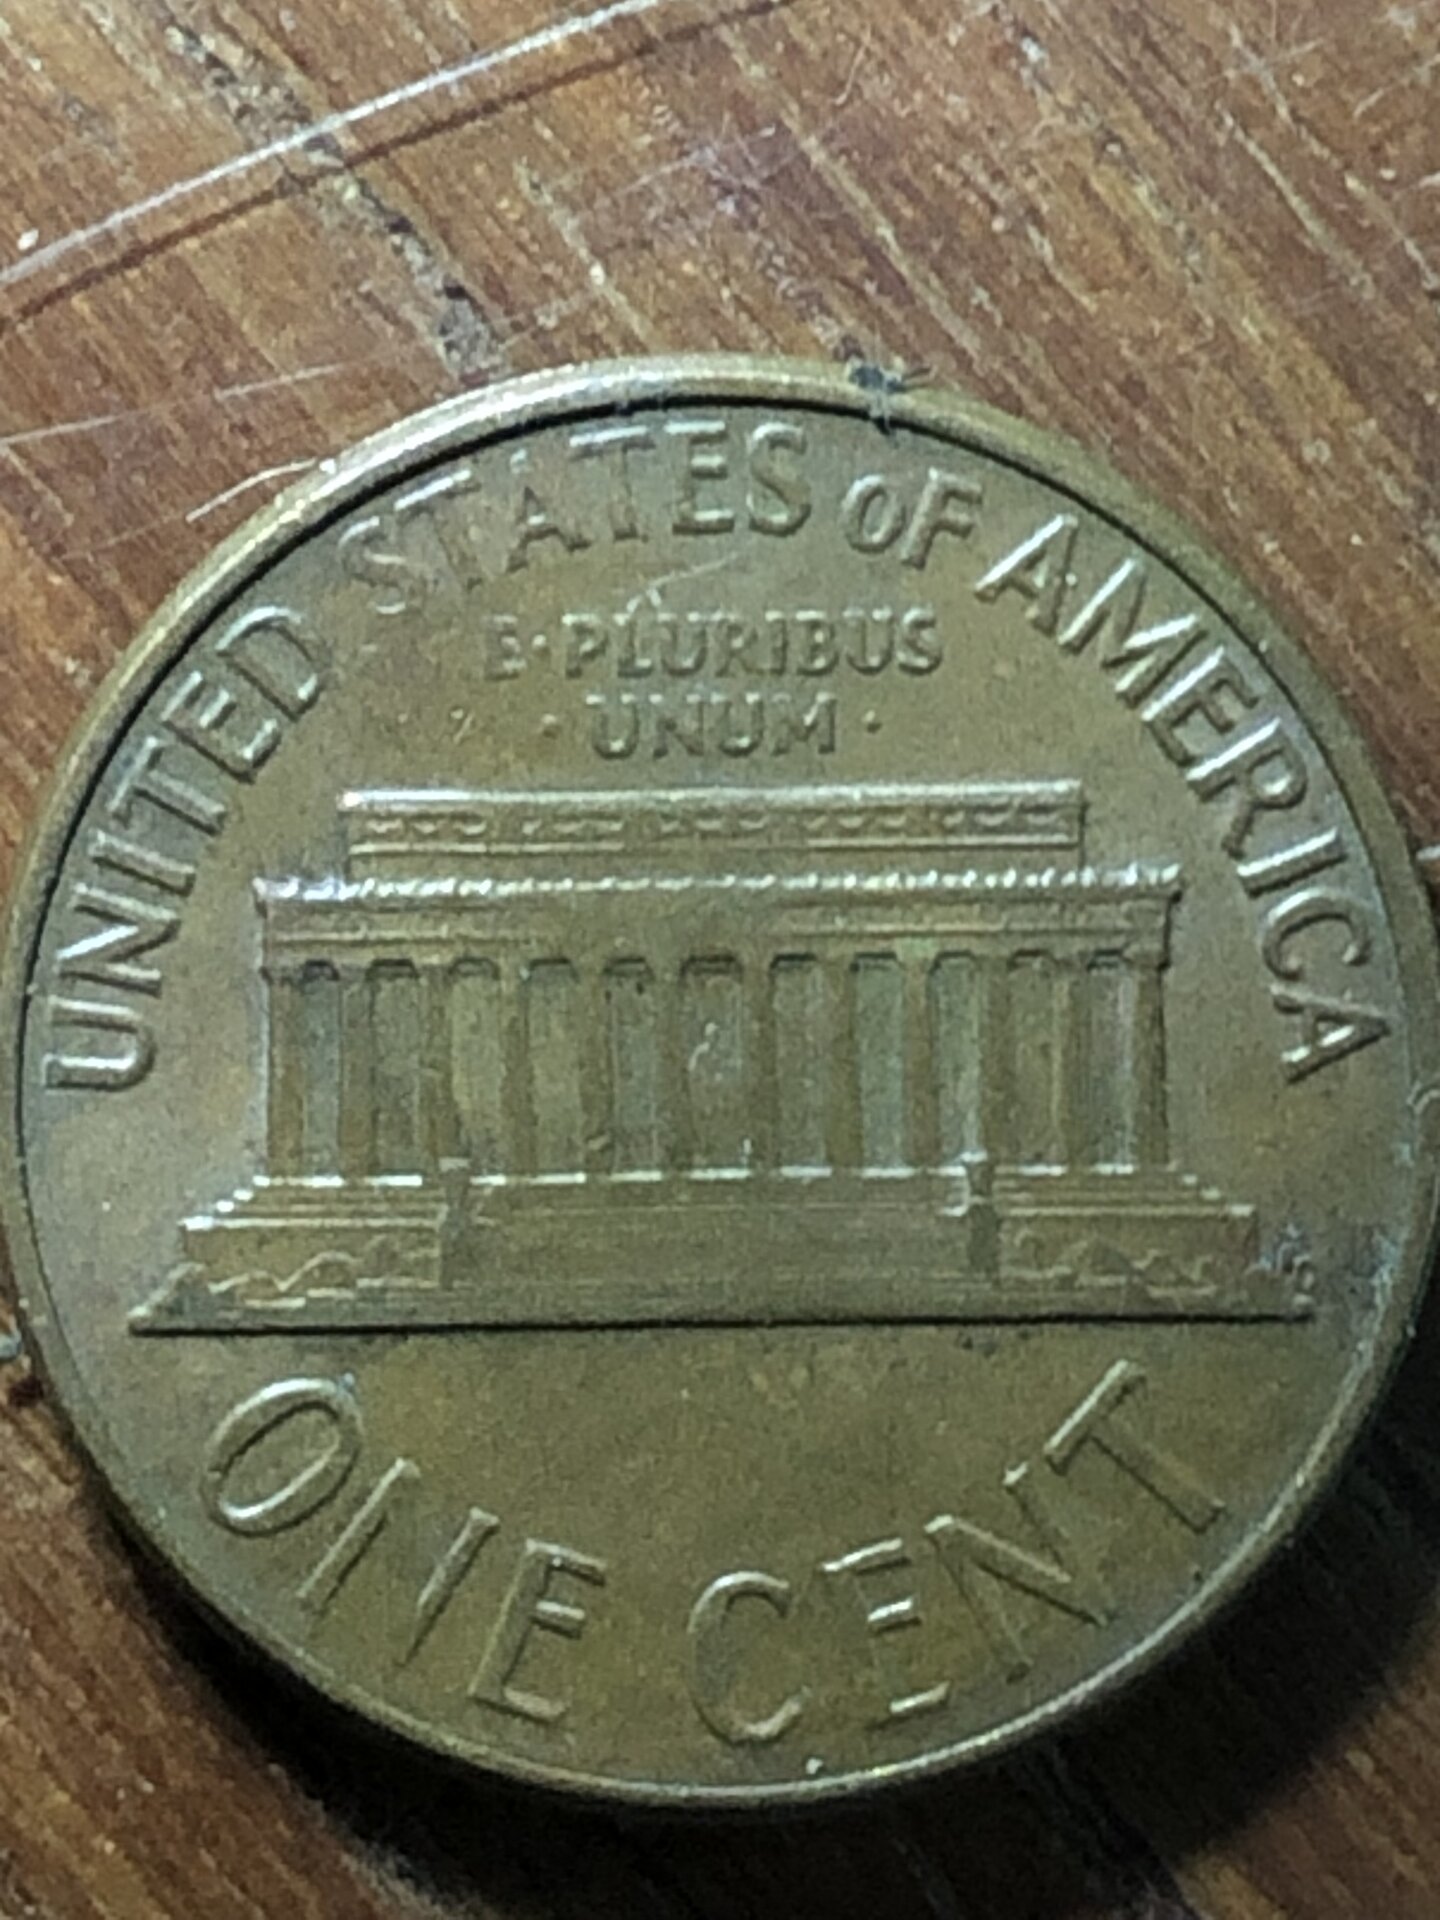 UNITED STATES OF AMERICA
E·PLURIBUS
·UNUM·
ONE CENT